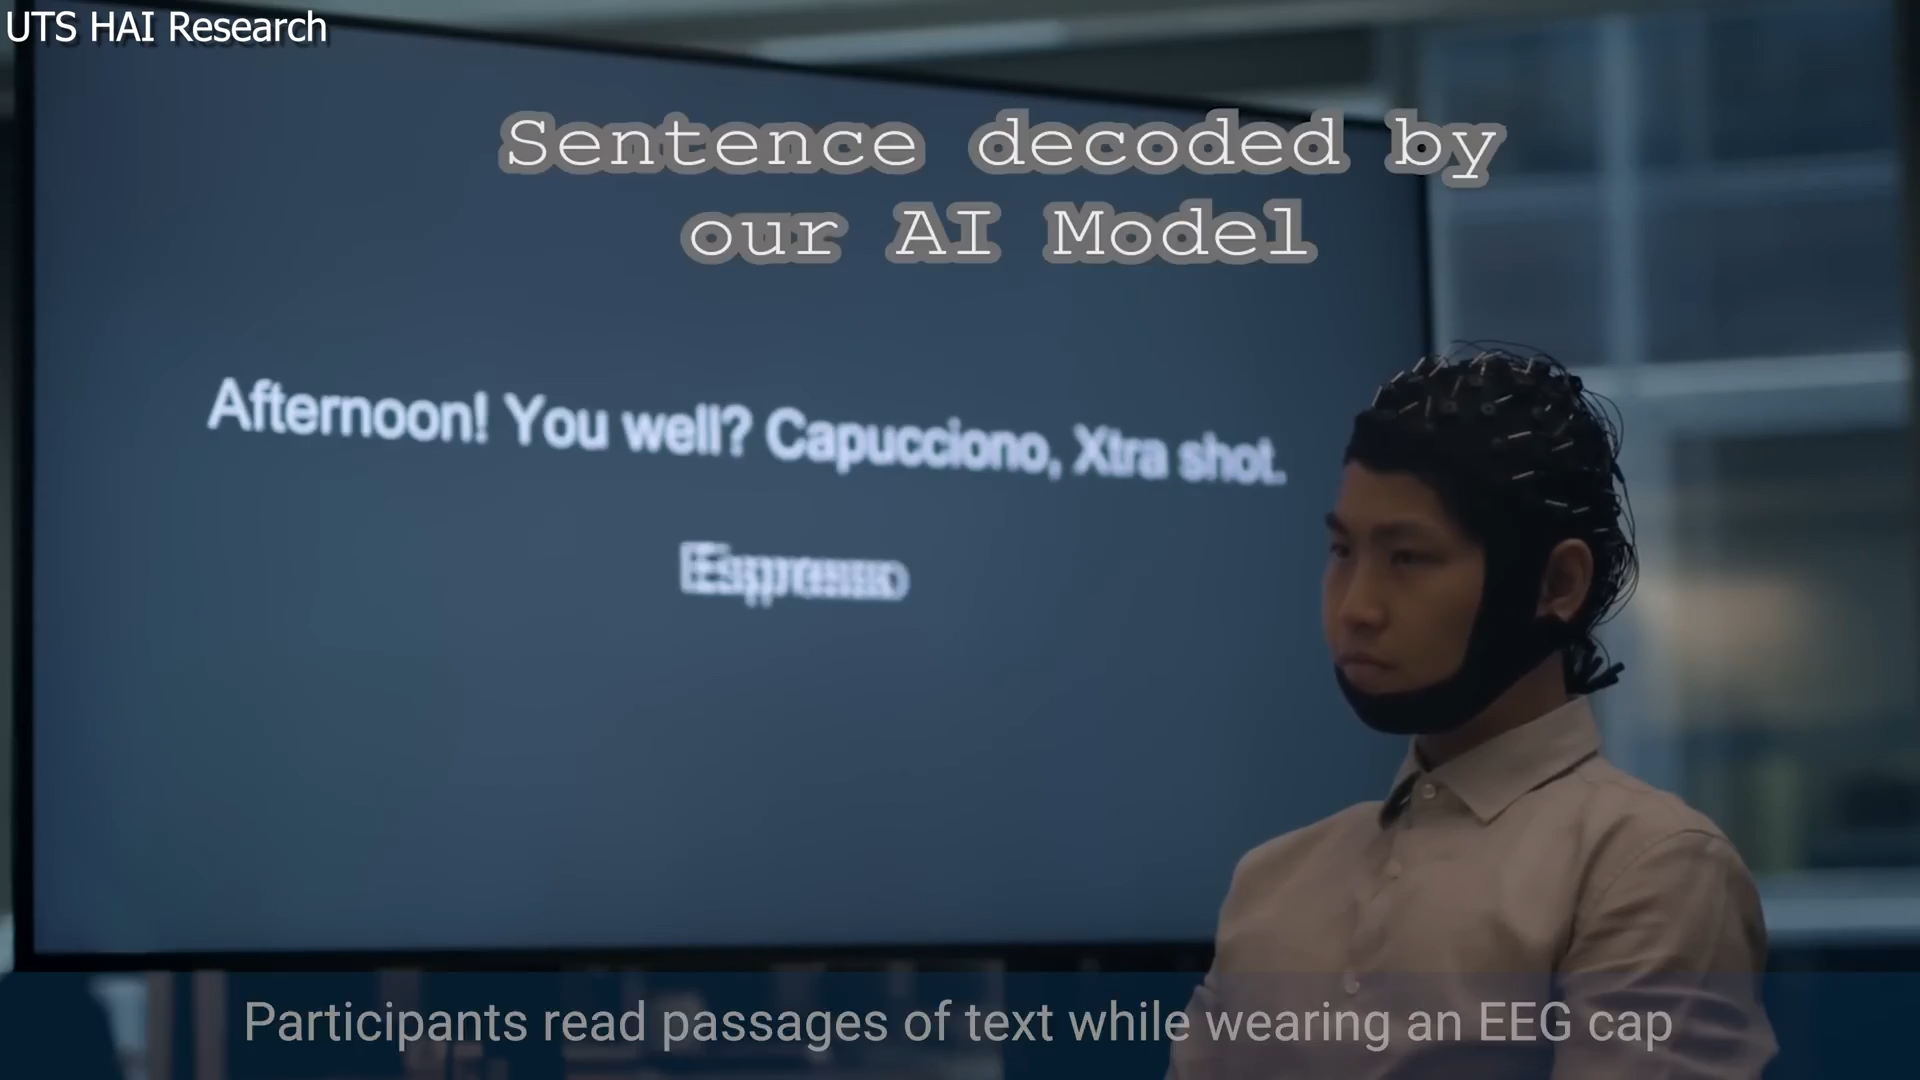 UTS HAI Research
Sentence decoded by
our AI Model
Afternoon! You well? Capucciono, Xtra shot.
Participants read passages of text while wearing an EEG cap